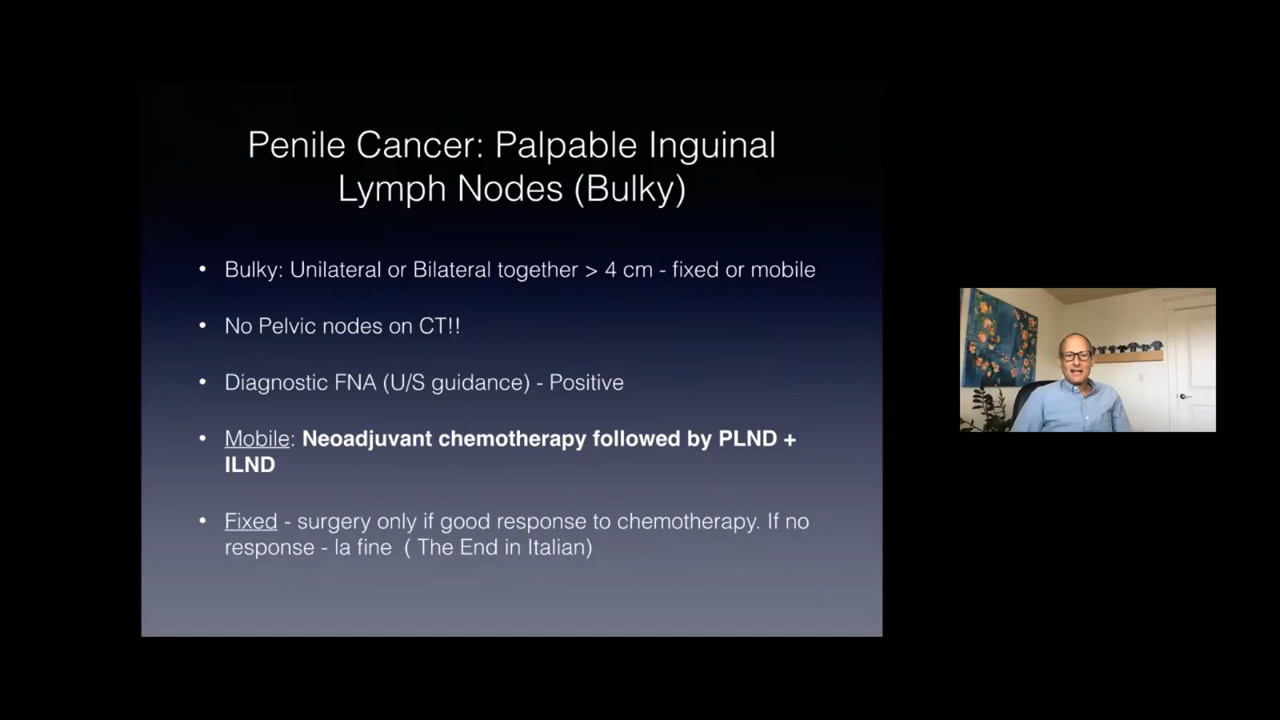 Penile Cancer: Palpable Inguinal
Lymph Nodes (Bulky)
• Bulky: Unilateral or Bilateral together > 4 cm - fixed or mobile
• No Pelvic nodes on CT!!
• Diagnostic FNA (U/S guidance) - Positive
• Mobile: Neoadjuvant chemotherapy followed by PLND +
ILND
• Fixed - surgery only if good response to chemotherapy. If no
response - la fine ( The End in Italian)